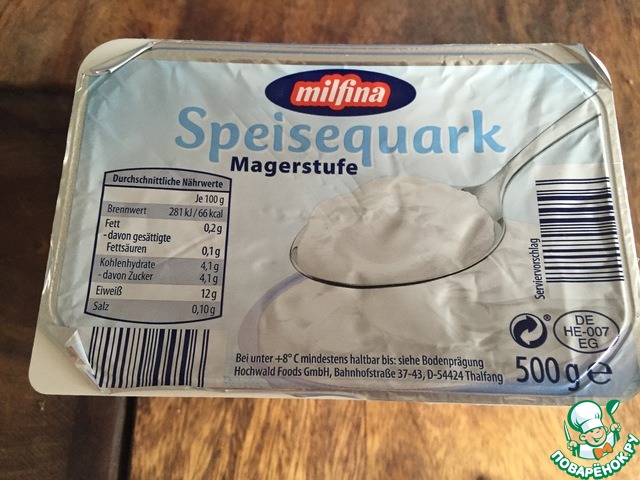 milfina
Speisequark
Magerstufe
Durchschnittliche Nährwerte
Je 100 g
Brennwert 281 kJ / 66 kcal
Fett 0,2 g
- davon gesättigte
Fettsäuren 0,1 g
Kohlenhydrate 4,1 g
- davon Zucker 4,1 g
Eiweiß 12 g
Salz 0,10 g
Serviervorschlag
DE
HE-007
EG
Bei unter +8° C mindestens haltbar bis: siehe Bodenprägung
Hochwald Foods GmbH, Bahnhofstraße 37-43, D-54424 Thalfang
500 g e
ПОВАРЁНОК.РУ